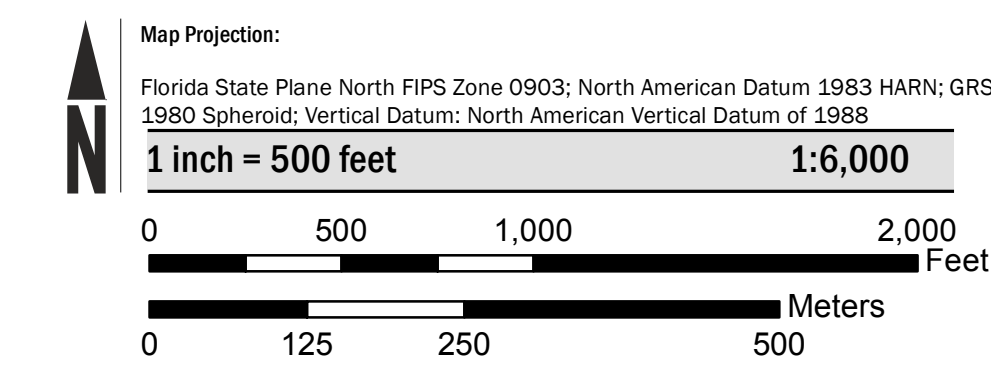 Map Projection:
Florida State Plane North FIPS Zone 0903; North American Datum 1983 HARN; GRS
1980 Spheroid; Vertical Datum: North American Vertical Datum of 1988
N
1 inch = 500 feet 1:6,000
0 500 1,000 2,000
Feet
Meters
0 125 250 500